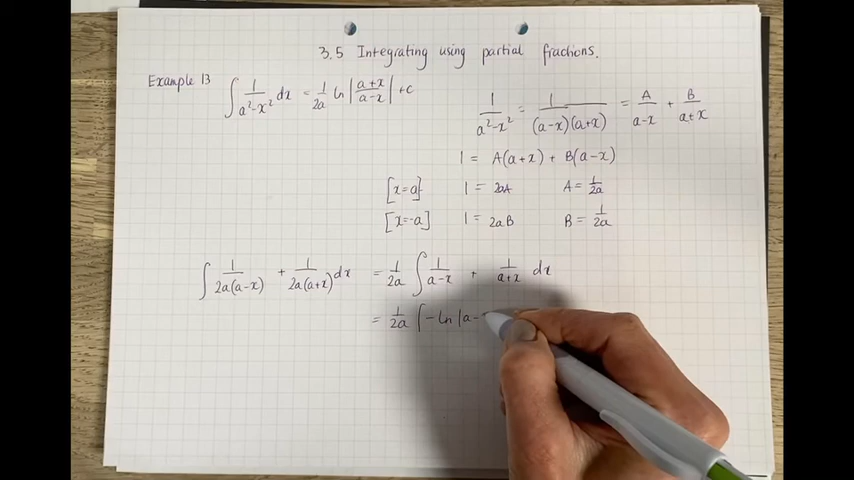 3.5 Integrating using partial fractions.
Example 13 ∫ 1/(a²-x²) dx = 1/2a ln |(a+x)/(a-x)| + c
1/(a²-x²) = 1/((a-x)(a+x)) = A/(a-x) + B/(a+x)
1 = A(a+x) + B(a-x)
[x=a] 1 = 2aA A = 1/2a
[x=-a] 1 = 2aB B = 1/2a
∫ 1/(2a(a-x)) + 1/(2a(a+x)) dx = 1/2a ∫ 1/(a-x) + 1/(a+x) dx
= 1/2a [ - ln |a-